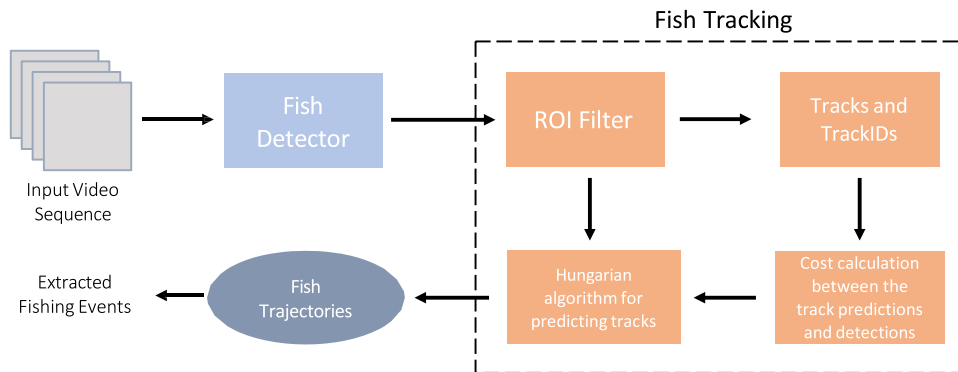 Fish Tracking
Fish
Detector
ROI Filter
Tracks and
TrackIDs
Input Video
Sequence
Extracted
Fishing Events
Fish
Trajectories
Hungarian
algorithm for
predicting tracks
Cost calculation
between the
track predictions
and detections